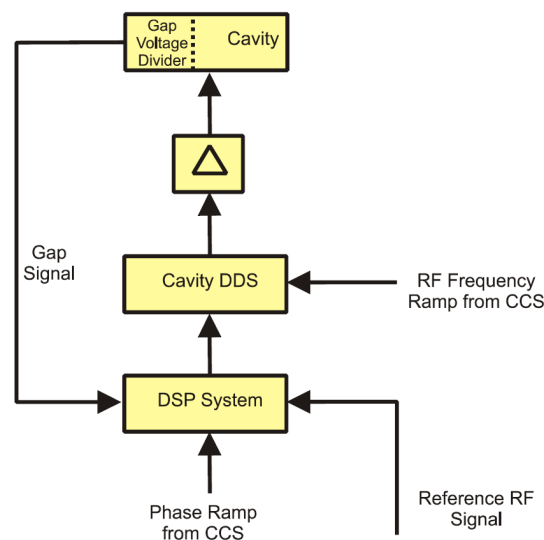 Gap
Voltage
Divider
Cavity
Gap
Signal
Cavity DDS
RF Frequency
Ramp from CCS
DSP System
Phase Ramp
from CCS
Reference RF
Signal